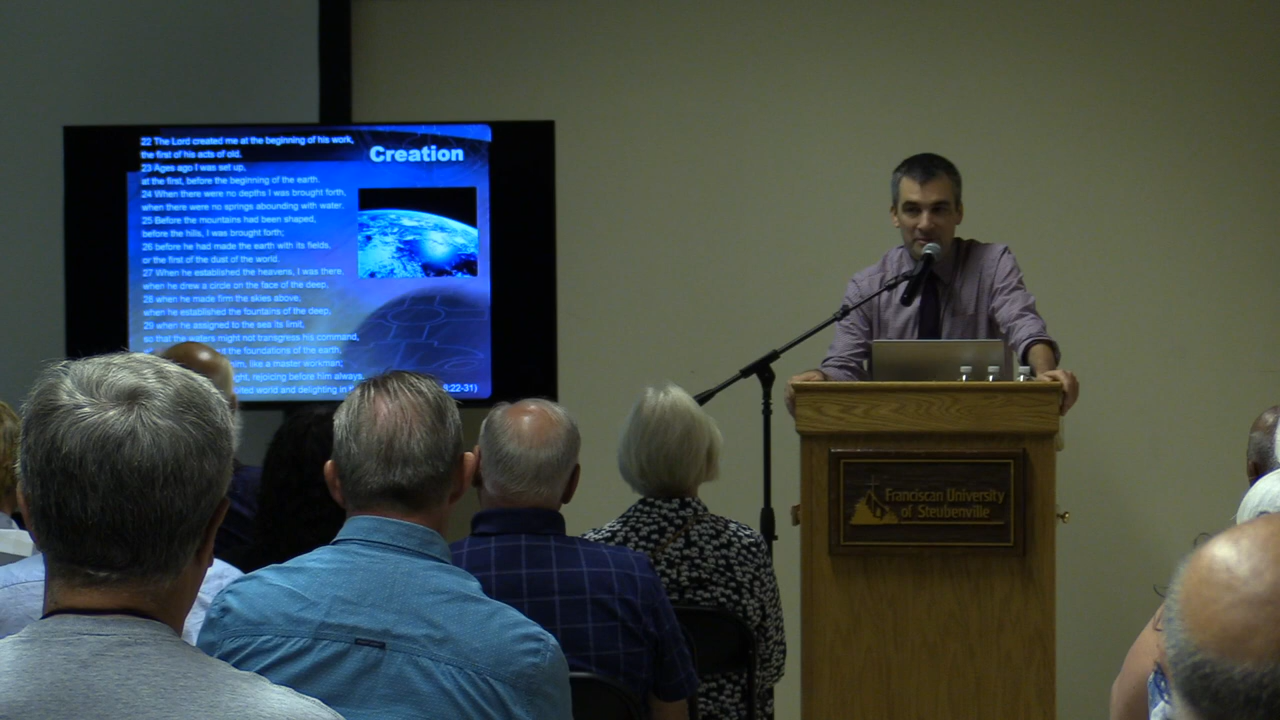 22 The Lord created me at the beginning of his work,
the first of his acts of old.
Creation
23 Ages ago I was set up,
at the first, before the beginning of the earth.
24 When there were no depths I was brought forth,
when there were no springs abounding with water.
25 Before the mountains had been shaped,
before the hills, I was brought forth;
26 before he had made the earth with its fields,
or the first of the dust of the world.
27 When he established the heavens, I was there,
when he drew a circle on the face of the deep,
28 when he made firm the skies above,
when he established the fountains of the deep,
29 when he assigned to the sea its limit,
so that the waters might not transgress his command,
the foundations of the earth,
like a master workman;
rejoicing before him always,
world and delighting in
8:22-31)
Franciscan University
of Steubenville